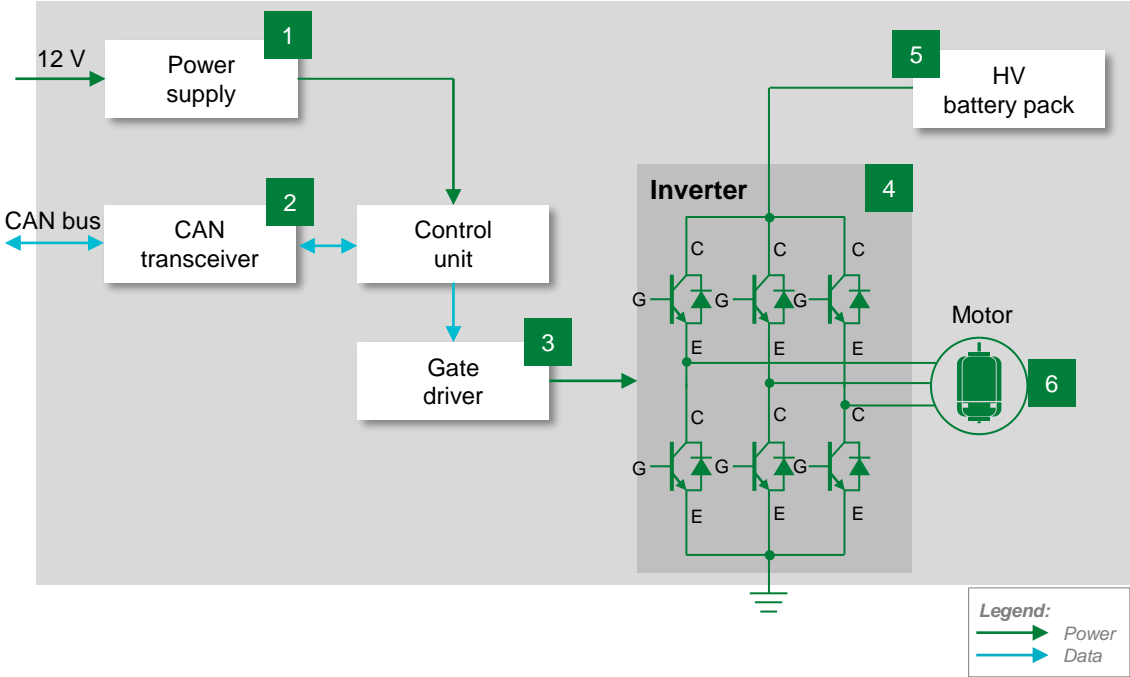 1
12 V
Power
supply
5
HV
battery pack
Inverter
4
CAN bus
2
CAN
transceiver
Control
unit
C
C
C
G
G
G
E
E
E
Motor
3
Gate
driver
6
C
C
C
G
G
G
E
E
E
Legend:
Power
Data